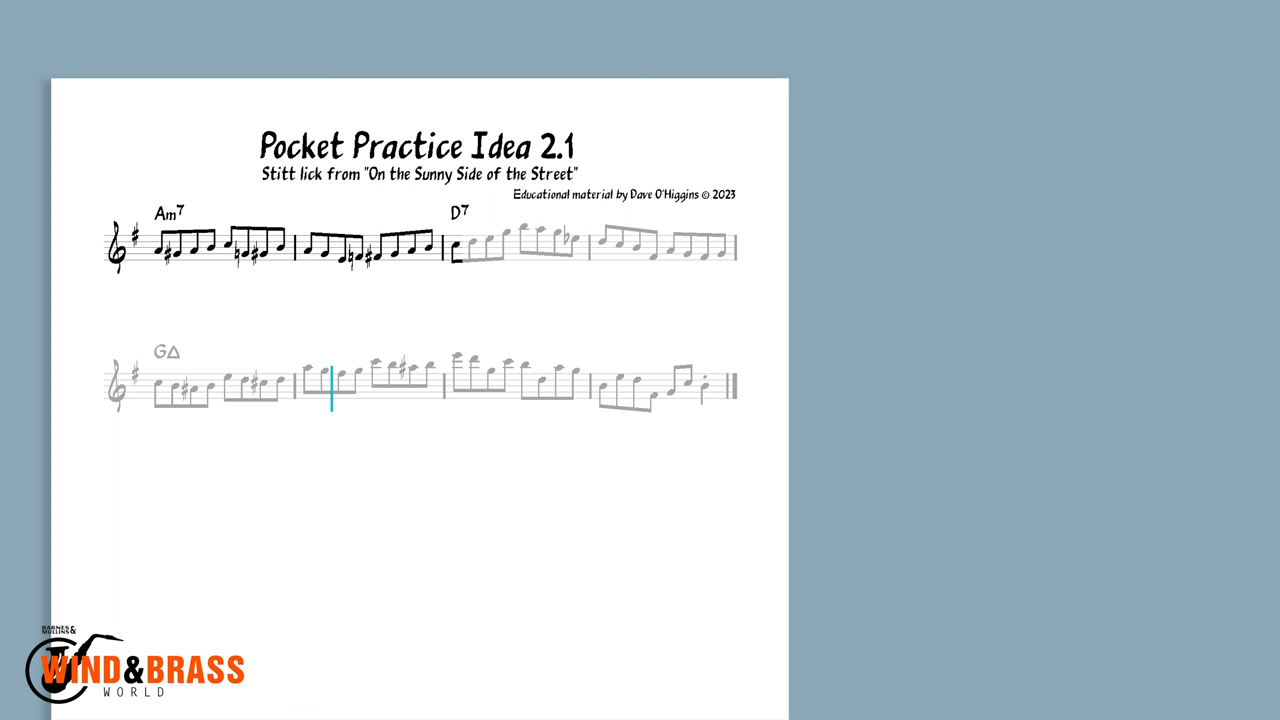 Pocket Practice Idea 2.1
Stitt lick from "On the Sunny Side of the Street"
Educational material by Dave O'Higgins © 2023
Am7 D7
G△
BARNES &
MULLINS &
WIND&BRASS
WORLD